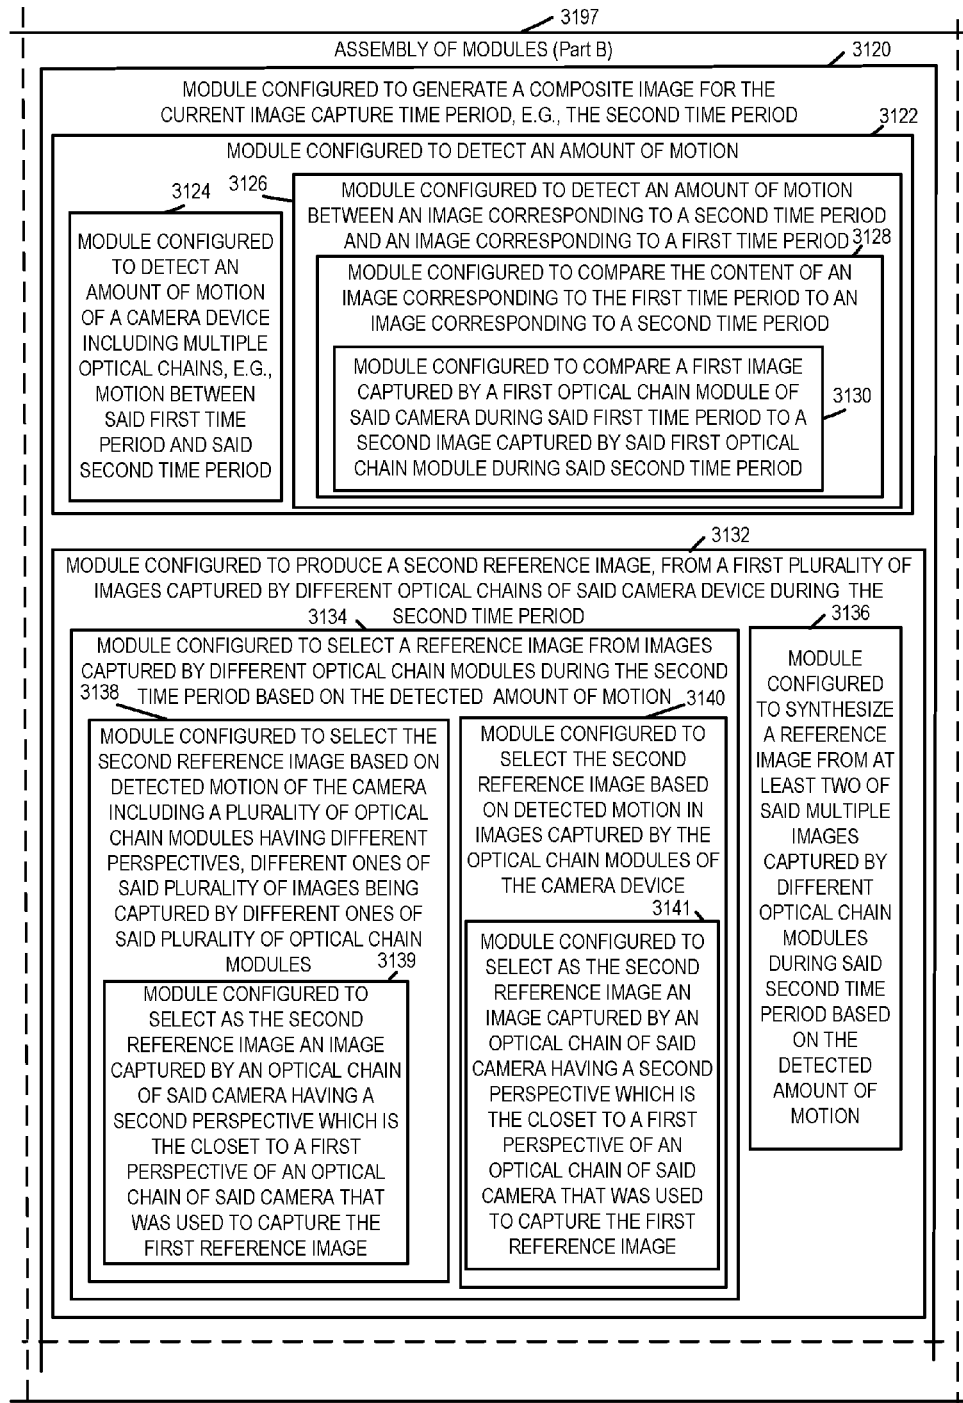 3197
ASSEMBLY OF MODULES (Part B)
3120
MODULE CONFIGURED TO GENERATE A COMPOSITE IMAGE FOR THE
CURRENT IMAGE CAPTURE TIME PERIOD, E.G., THE SECOND TIME PERIOD
3122
MODULE CONFIGURED TO DETECT AN AMOUNT OF MOTION
3124
MODULE CONFIGURED
TO DETECT AN
AMOUNT OF MOTION
OF A CAMERA DEVICE
INCLUDING MULTIPLE
OPTICAL CHAINS, E.G.,
MOTION BETWEEN
SAID FIRST TIME
PERIOD AND SAID
SECOND TIME PERIOD
3126
MODULE CONFIGURED TO DETECT AN AMOUNT OF MOTION
BETWEEN AN IMAGE CORRESPONDING TO A SECOND TIME PERIOD
AND AN IMAGE CORRESPONDING TO A FIRST TIME PERIOD
3128
MODULE CONFIGURED TO COMPARE THE CONTENT OF AN
IMAGE CORRESPONDING TO THE FIRST TIME PERIOD TO AN
IMAGE CORRESPONDING TO A SECOND TIME PERIOD
MODULE CONFIGURED TO COMPARE A FIRST IMAGE
CAPTURED BY A FIRST OPTICAL CHAIN MODULE OF
SAID CAMERA DURING SAID FIRST TIME PERIOD TO A
SECOND IMAGE CAPTURED BY SAID FIRST OPTICAL
CHAIN MODULE DURING SAID SECOND TIME PERIOD
3130
3132
MODULE CONFIGURED TO PRODUCE A SECOND REFERENCE IMAGE, FROM A FIRST PLURALITY OF
IMAGES CAPTURED BY DIFFERENT OPTICAL CHAINS OF SAID CAMERA DEVICE DURING THE
SECOND TIME PERIOD
3134
MODULE CONFIGURED TO SELECT A REFERENCE IMAGE FROM IMAGES
CAPTURED BY DIFFERENT OPTICAL CHAIN MODULES DURING THE SECOND
TIME PERIOD BASED ON THE DETECTED AMOUNT OF MOTION
3138
MODULE CONFIGURED TO SELECT THE
SECOND REFERENCE IMAGE BASED ON
DETECTED MOTION OF THE CAMERA
INCLUDING A PLURALITY OF OPTICAL
CHAIN MODULES HAVING DIFFERENT
PERSPECTIVES, DIFFERENT ONES OF
SAID PLURALITY OF IMAGES BEING
CAPTURED BY DIFFERENT ONES OF
SAID PLURALITY OF OPTICAL CHAIN
MODULES
3139
MODULE CONFIGURED TO
SELECT AS THE SECOND
REFERENCE IMAGE AN IMAGE
CAPTURED BY AN OPTICAL CHAIN
OF SAID CAMERA HAVING A
SECOND PERSPECTIVE WHICH IS
THE CLOSET TO A FIRST
PERSPECTIVE OF AN OPTICAL
CHAIN OF SAID CAMERA THAT
WAS USED TO CAPTURE THE
FIRST REFERENCE IMAGE
3140
MODULE CONFIGURED TO
SELECT THE SECOND
REFERENCE IMAGE BASED
ON DETECTED MOTION IN
IMAGES CAPTURED BY THE
OPTICAL CHAIN MODULES OF
THE CAMERA DEVICE
3141
MODULE CONFIGURED TO
SELECT AS THE SECOND
REFERENCE IMAGE AN
IMAGE CAPTURED BY AN
OPTICAL CHAIN OF SAID
CAMERA HAVING A SECOND
PERSPECTIVE WHICH IS
THE CLOSET TO A FIRST
PERSPECTIVE OF AN
OPTICAL CHAIN OF SAID
CAMERA THAT WAS USED
TO CAPTURE THE FIRST
REFERENCE IMAGE
3136
MODULE
CONFIGURED
TO SYNTHESIZE
A REFERENCE
IMAGE FROM AT
LEAST TWO OF
SAID MULTIPLE
IMAGES
CAPTURED BY
DIFFERENT
OPTICAL CHAIN
MODULES
DURING SAID
SECOND TIME
PERIOD BASED
ON THE
DETECTED
AMOUNT OF
MOTION